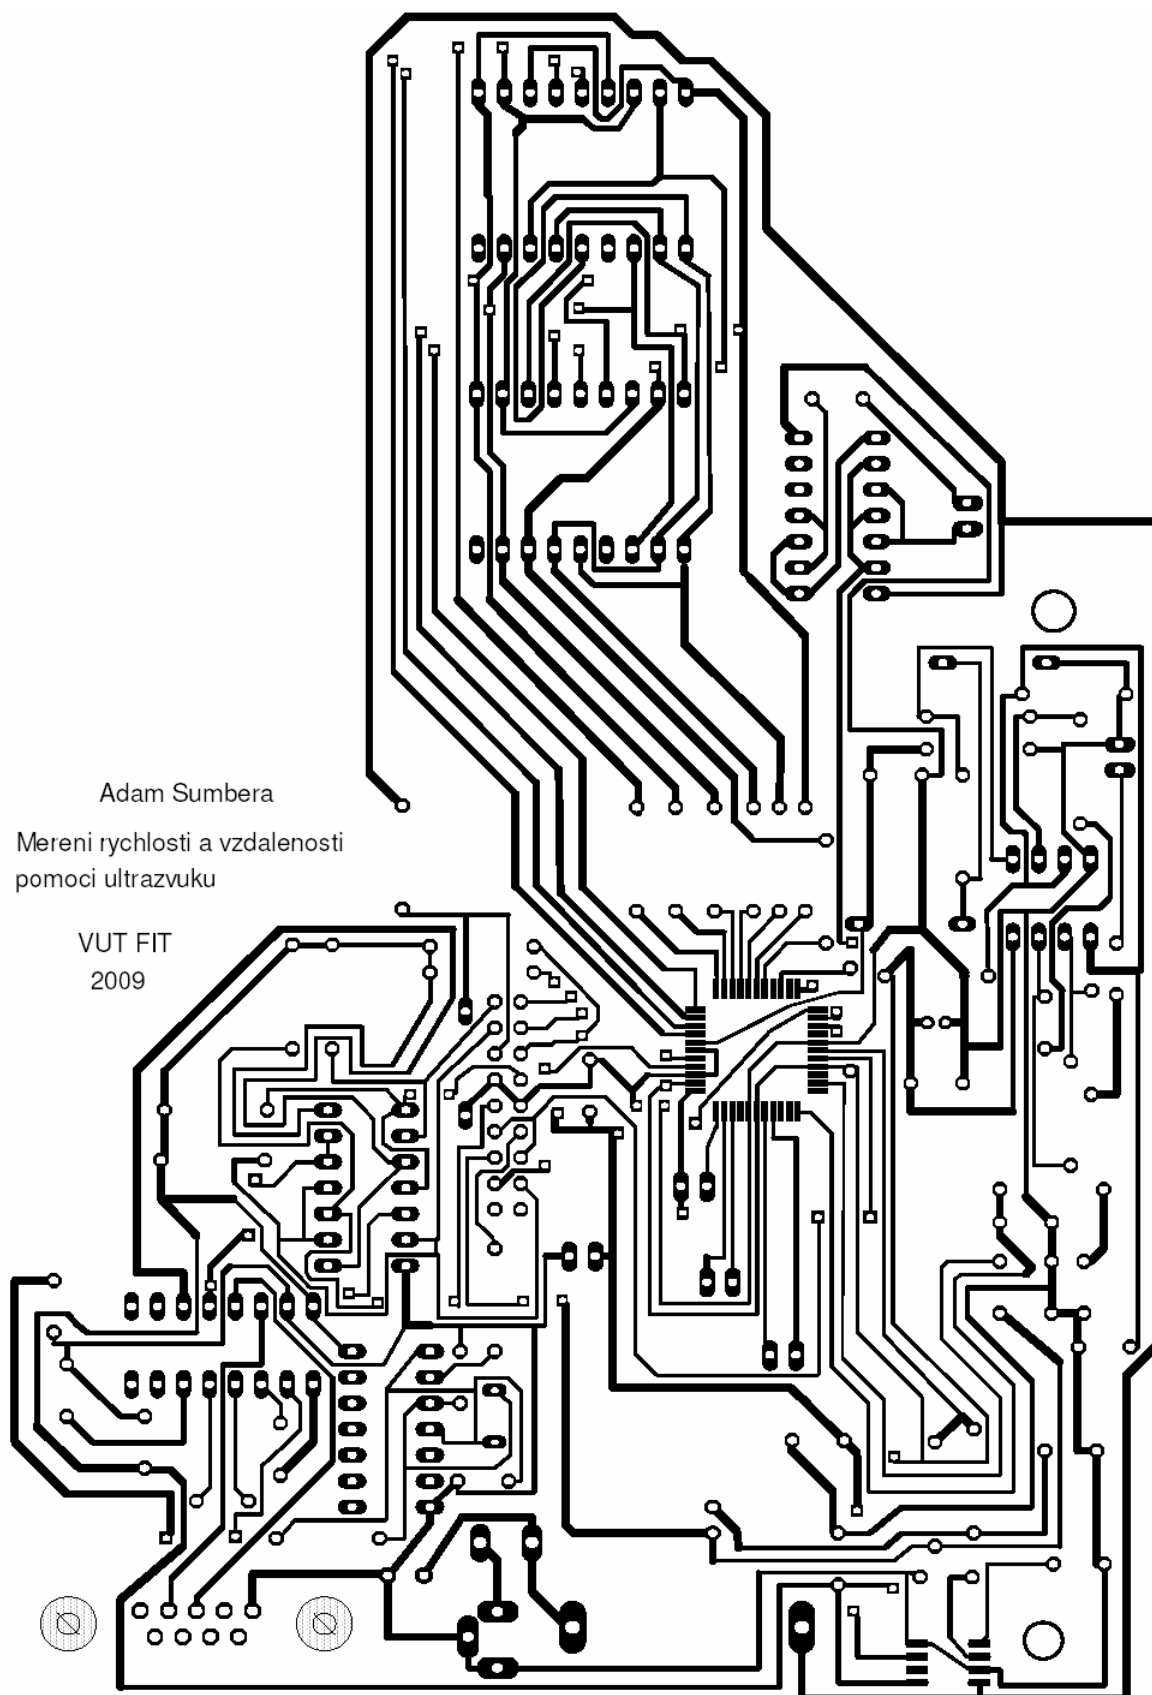 Adam Sumbera
Mereni rychlosti a vzdalenosti
pomoci ultrazvuku
VUT FIT
2009